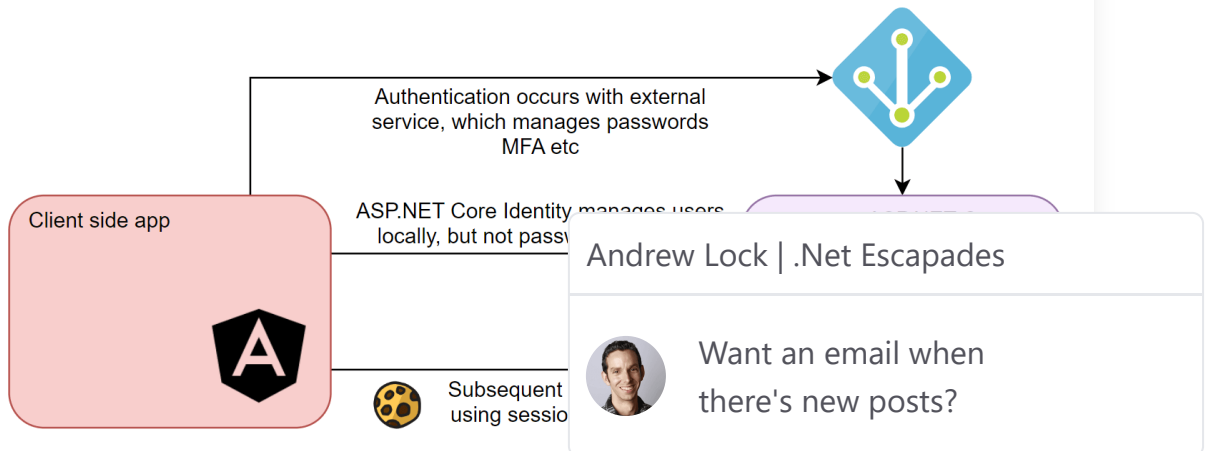 Authentication occurs with external
service, which manages passwords
MFA etc
Client side app
ASP.NET Core Identity manages users
locally, but not
A
Subsequent
using
Andrew Lock | .Net Escapades
Want an email when
there's new posts?